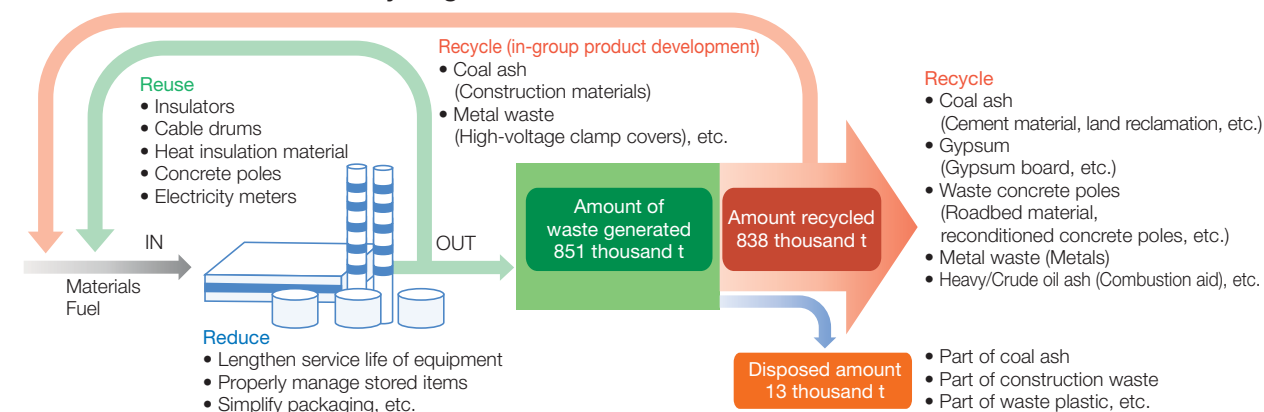 Recycle (in-group product development)
• Coal ash
(Construction materials)
• Metal waste
(High-voltage clamp covers), etc.
Reuse
• Insulators
• Cable drums
• Heat insulation material
• Concrete poles
• Electricity meters
IN
Materials
Fuel
OUT
Reduce
• Lengthen service life of equipment
• Properly manage stored items
• Simplify packaging, etc.
Amount of
waste generated
851 thousand t
Amount recycled
838 thousand t
Recycle
• Coal ash
(Cement material, land reclamation, etc.)
• Gypsum
(Gypsum board, etc.)
• Waste concrete poles
(Roadbed material,
reconditioned concrete poles, etc.)
• Metal waste (Metals)
• Heavy/Crude oil ash (Combustion aid), etc.
Disposed amount
13 thousand t
• Part of coal ash
• Part of construction waste
• Part of waste plastic, etc.